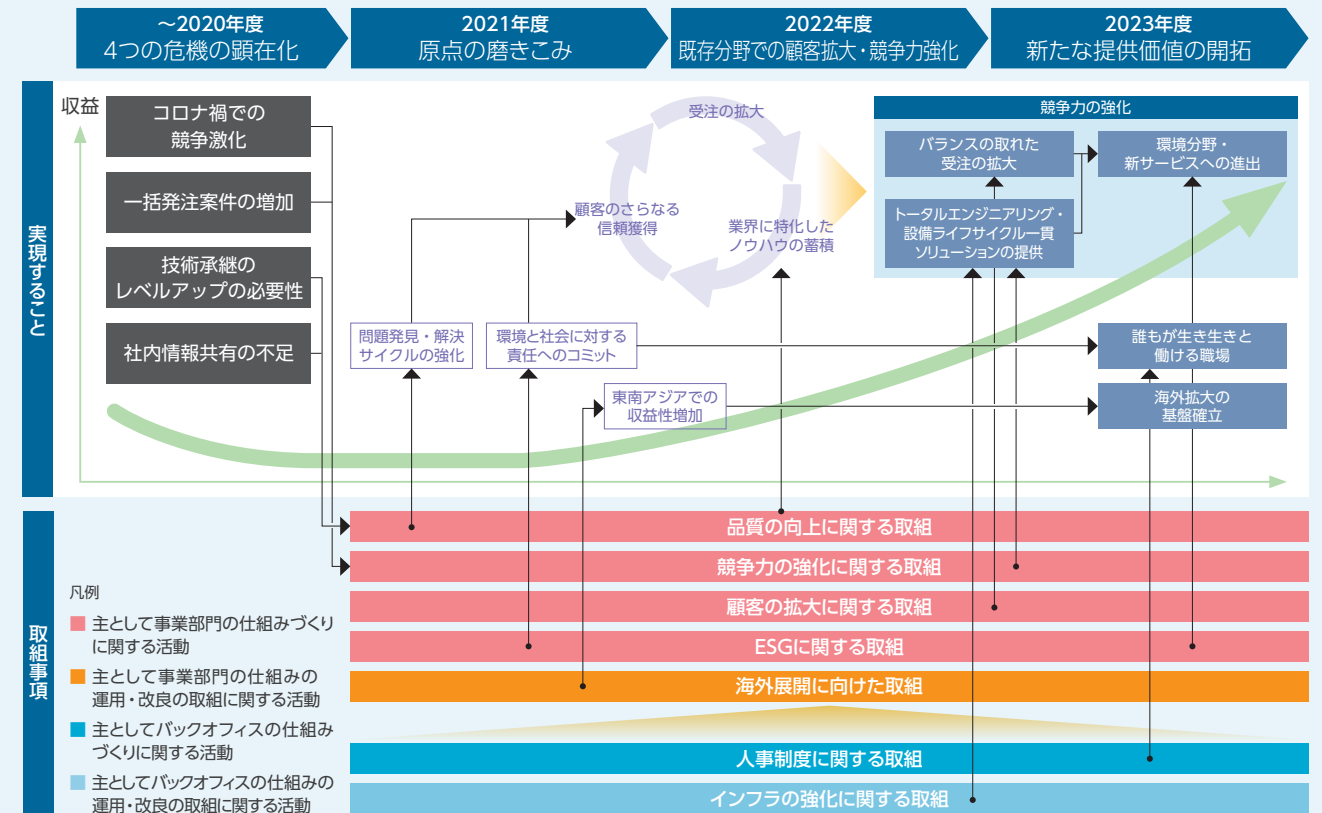 ~2020年度
4つの危機の顕在化
2021年度
原点の磨きこみ
2022年度
既存分野での顧客拡大・競争力強化
2023年度
新たな提供価値の開拓
実現すること
収益
コロナ禍での
競争激化
一括発注案件の増加
技術承継の
レベルアップの必要性
社内情報共有の不足
問題発見・解決
サイクルの強化
環境と社会に対する
責任へのコミット
東南アジアでの
収益性増加
受注の拡大
顧客のさらなる
信頼獲得
業界に特化した
ノウハウの蓄積
競争力の強化
バランスの取れた
受注の拡大
環境分野・
新サービスへの進出
トータルエンジニアリング・
設備ライフサイクル一貫
ソリューションの提供
誰もが生き生きと
働ける職場
海外拡大の
基盤確立
取組事項
品質の向上に関する取組
競争力の強化に関する取組
顧客の拡大に関する取組
ESGに関する取組
海外展開に向けた取組
人事制度に関する取組
インフラの強化に関する取組
凡例
主として事業部門の仕組みづくり
に関する活動
主として事業部門の仕組みの
運用・改良の取組に関する活動
主としてバックオフィスの仕組み
づくりに関する活動
主としてバックオフィスの仕組みの
運用・改良の取組に関する活動